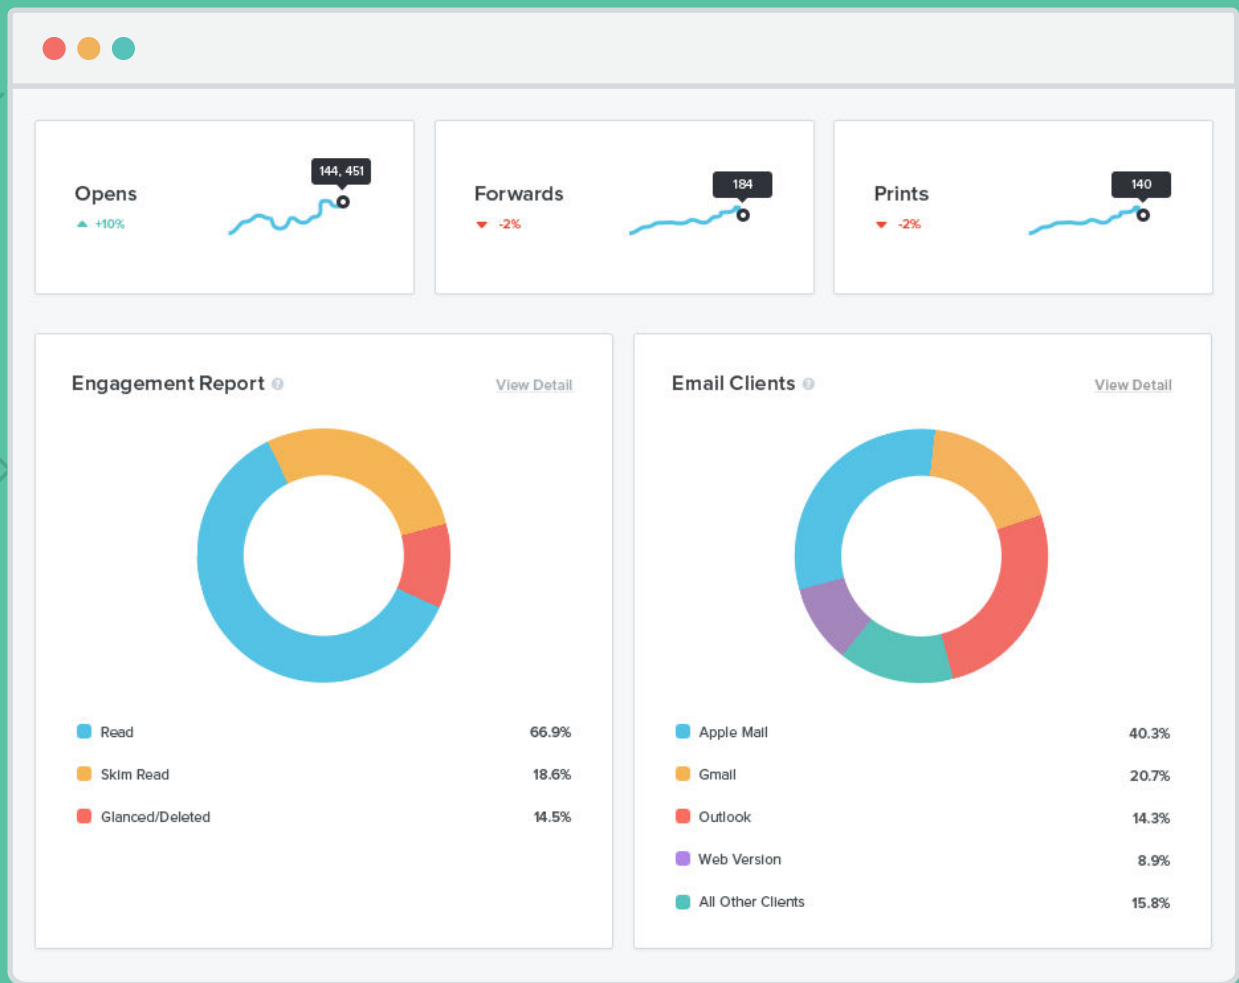 Opens
+10%
144, 451
Forwards
-2%
184
Prints
-2%
140
Engagement Report ?
View Detail
Read 66.9%
Skim Read 18.6%
Glanced/Deleted 14.5%
Email Clients ?
View Detail
Apple Mail 40.3%
Gmail 20.7%
Outlook 14.3%
Web Version 8.9%
All Other Clients 15.8%